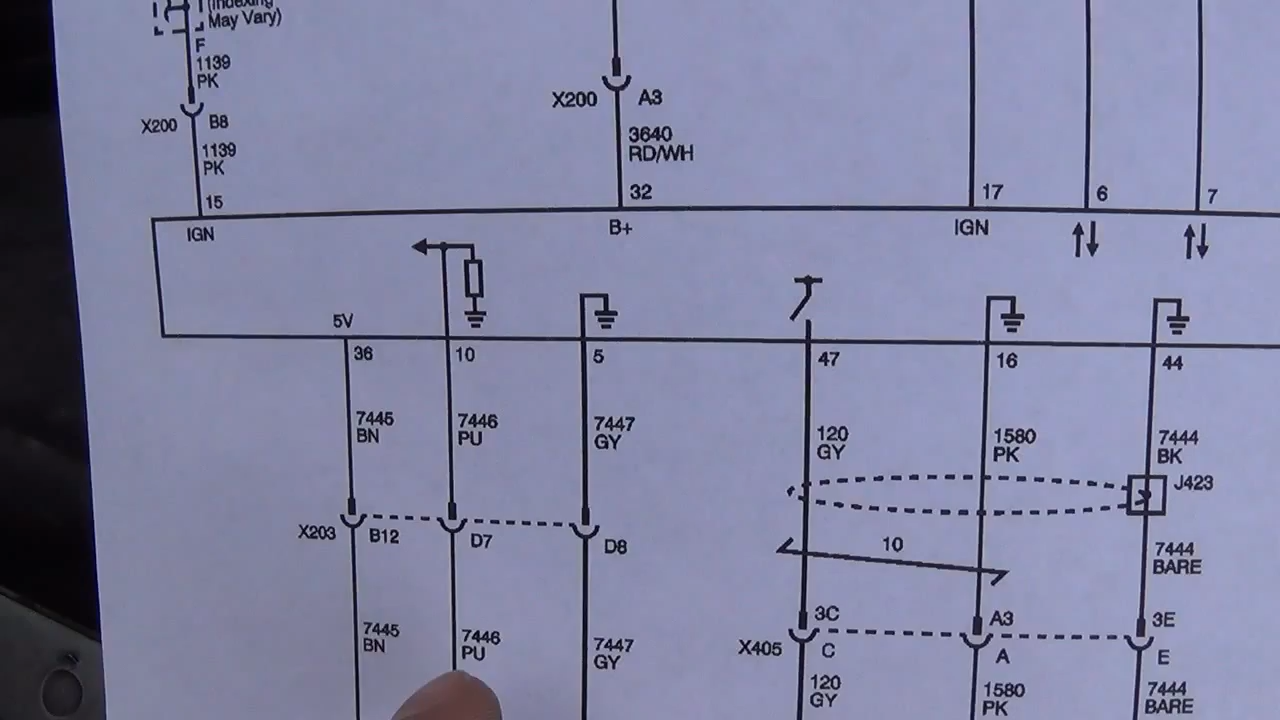 (Indexing
May Vary)
F
1139
PK
X200 B8
1139
PK
15
IGN
X200 A3
3640
RD/WH
32
B+
17
IGN
6
7
5V
36
10
5
47
16
44
7445
BN
7446
PU
7447
GY
120
GY
1580
PK
7444
BK
J423
X203 B12
D7
D8
10
7444
BARE
3C
A3
3E
X405 C
A
E
7445
BN
7446
PU
7447
GY
120
GY
1580
PK
7444
BARE